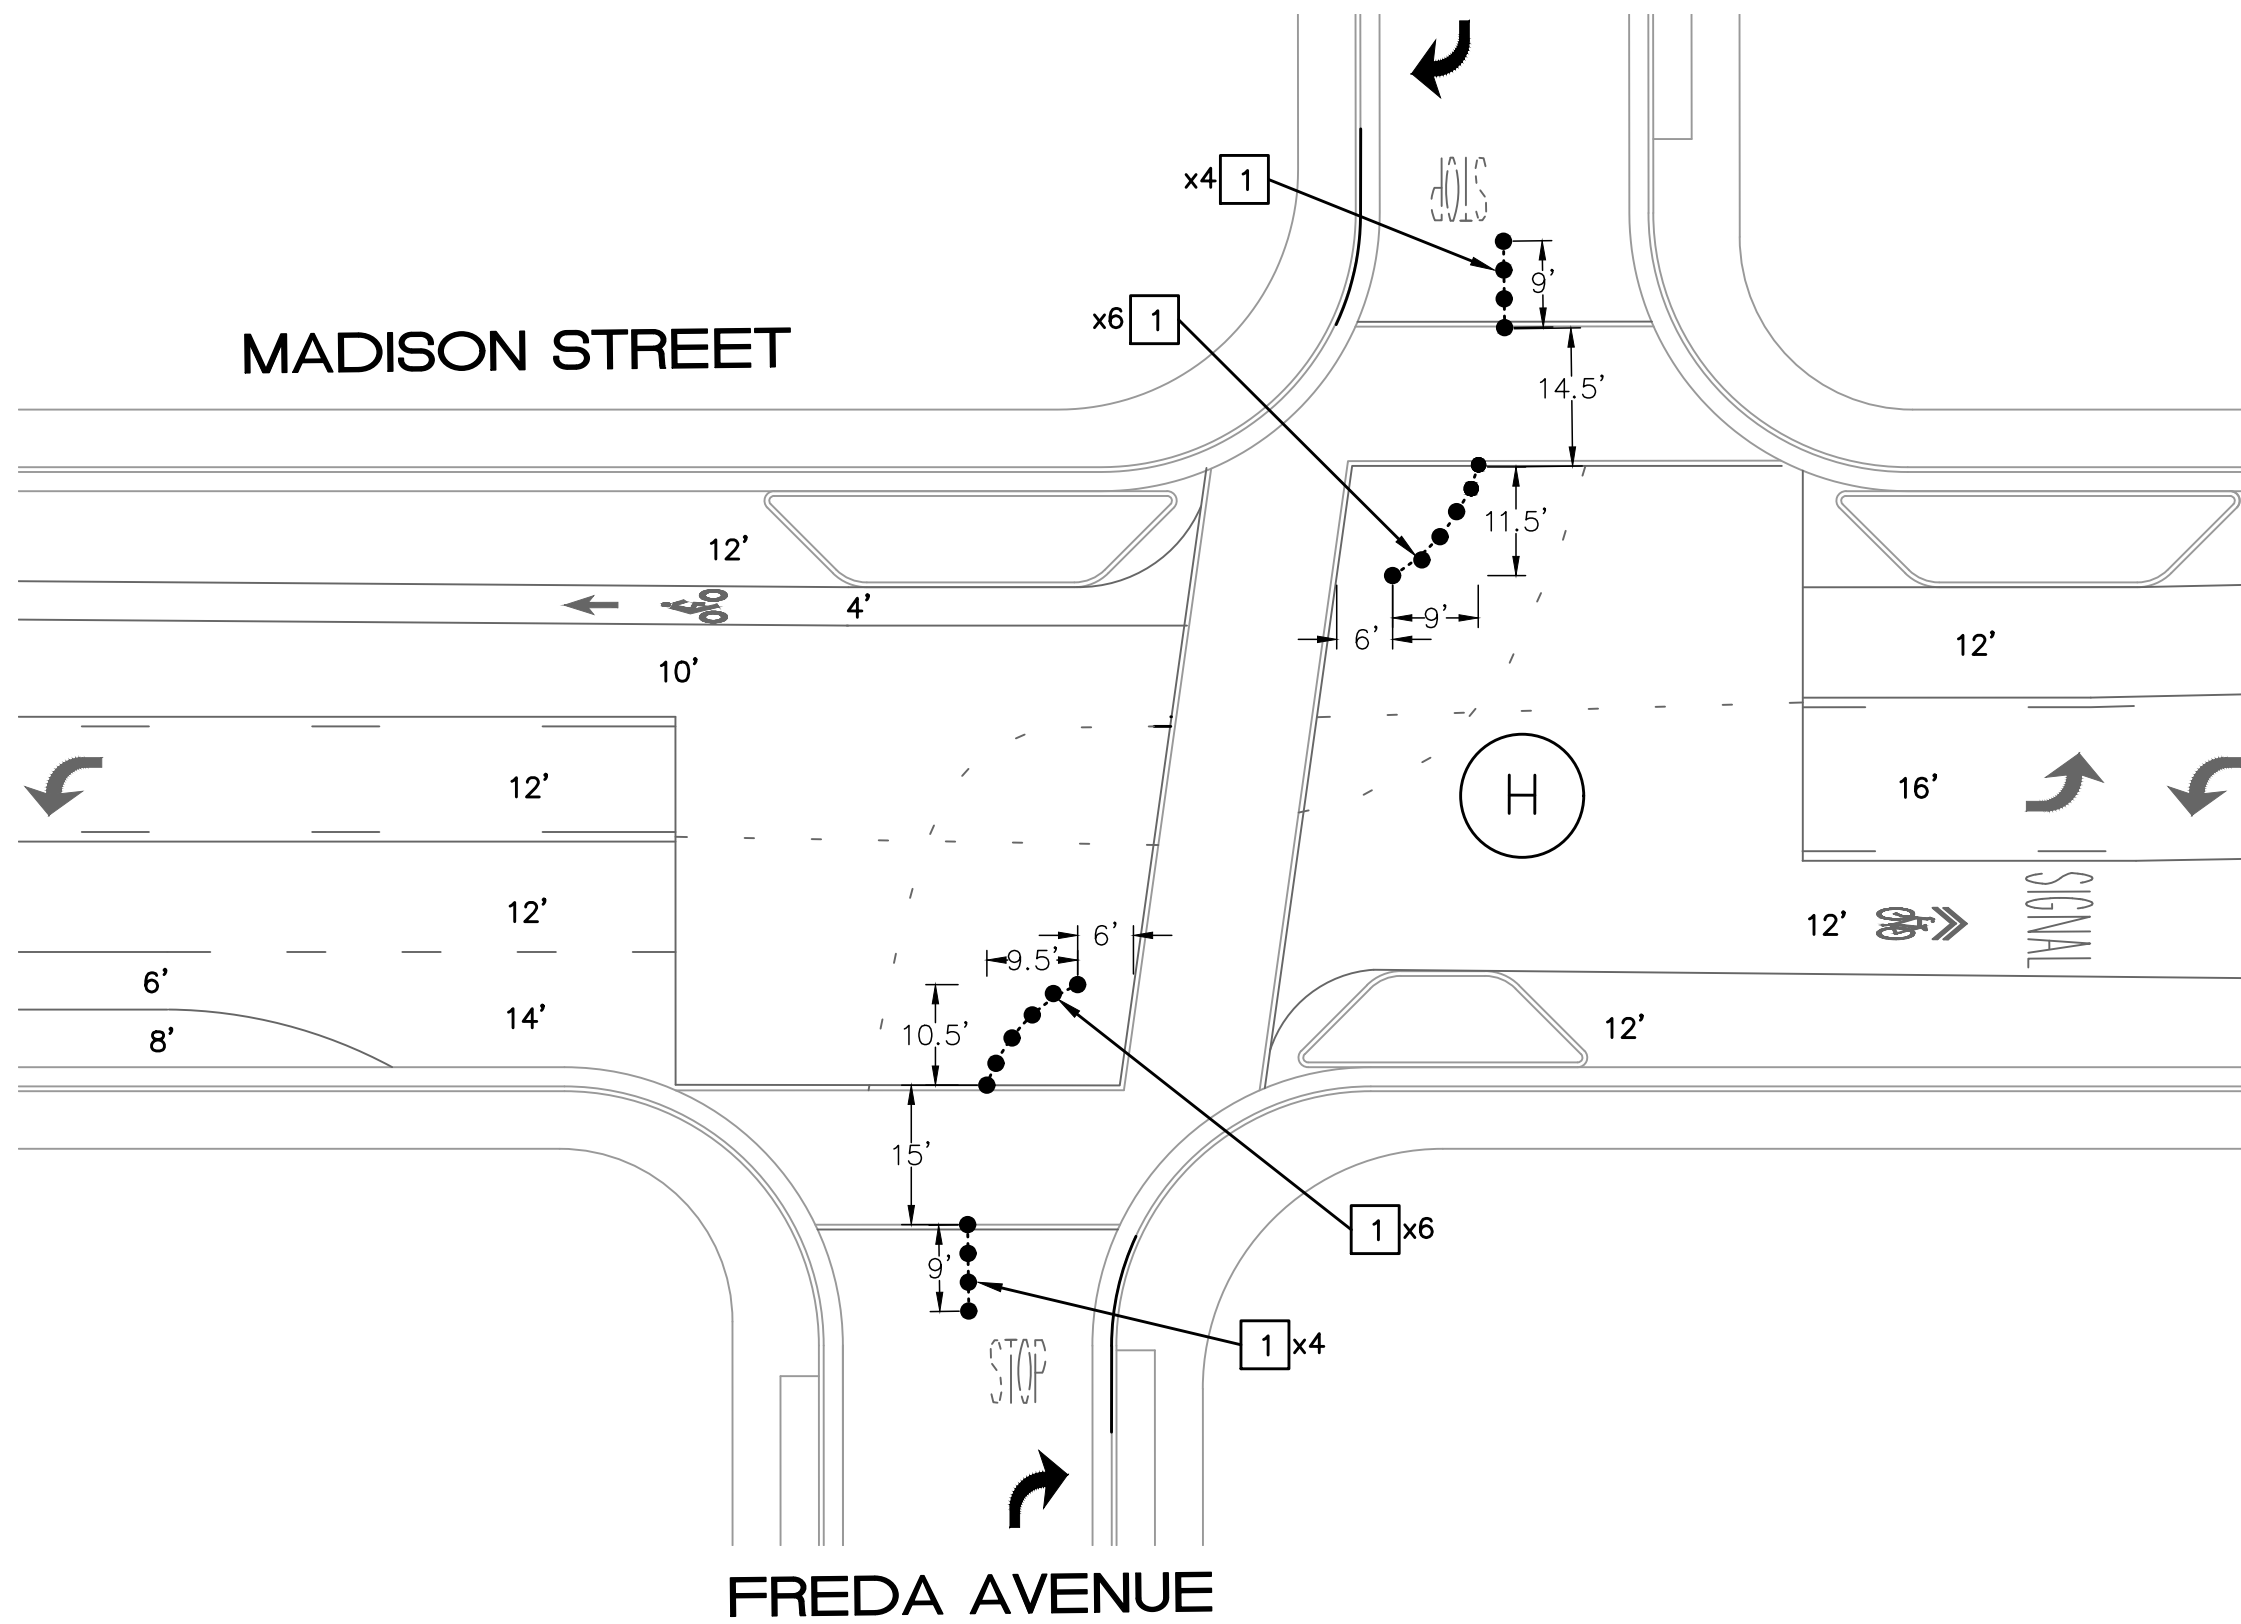 STOP
x4 1
9'
x6 1
MADISON STREET
14.5'
11.5'
12'
4'
9'
6'
12'
10'
12'
H
16'
12'
12'
SIGNAL
6'
9.5'
6'
14'
10.5'
12'
8'
15'
1 x6
9'
1 x4
STOP
FREDA AVENUE